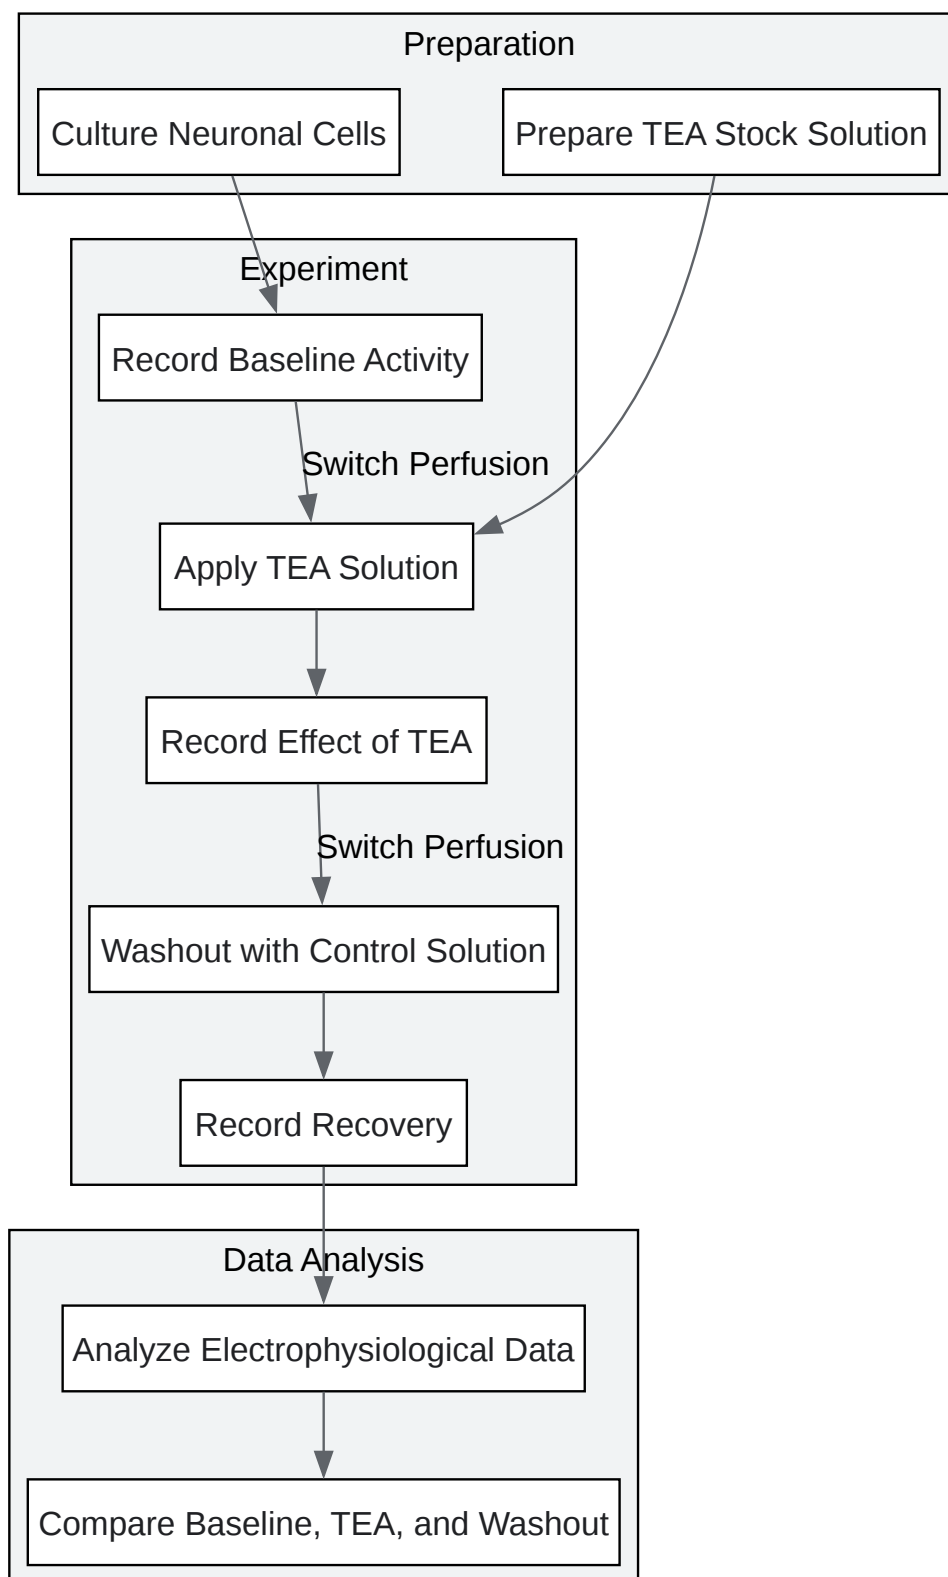 Preparation
Culture Neuronal Cells
Prepare TEA Stock Solution
Experiment
Record Baseline Activity
Switch Perfusion
Apply TEA Solution
Record Effect of TEA
Switch Perfusion
Washout with Control Solution
Record Recovery
Data Analysis
Analyze Electrophysiological Data
Compare Baseline, TEA, and Washout